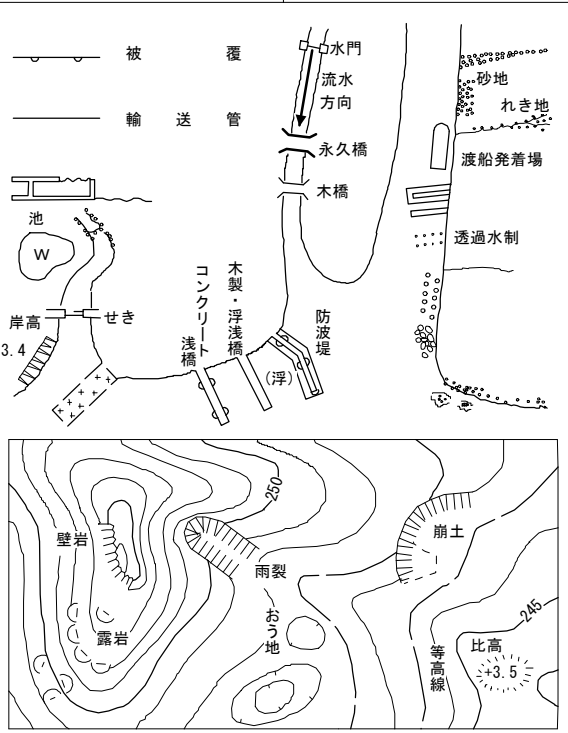 被覆
水門
流水
方向
砂地
れき地
輸送管
永久橋
渡船発着場
木橋
池
W
透過水制
岸高
3.4
せき
コンクリート
浅橋
木製・浮浅橋
防波堤
(浮)
250
壁岩
崩土
雨裂
露岩
おう地
等高線
245
比高
+3.5